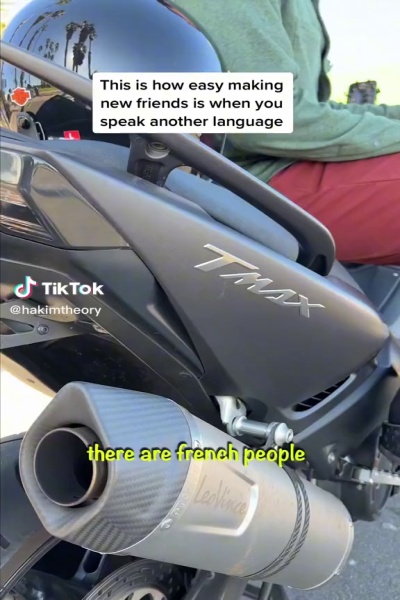 This is how easy making
new friends is when you
speak another language
TMAX
TikTok
@hakimtheory
there are french people
LeoVince